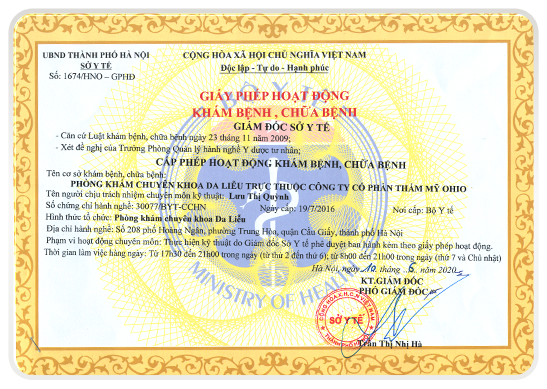 UBND THÀNH PHỐ HÀ NỘI
SỞ Y TẾ
Số: 1674/HNO – GPHĐ
CỘNG HÒA XÃ HỘI CHỦ NGHĨA VIỆT NAM
Độc lập - Tự do - Hạnh phúc
GIẤY PHÉP HOẠT ĐỘNG
KHÁM BỆNH , CHỮA BỆNH
GIÁM ĐỐC SỞ Y TẾ
- Căn cứ Luật khám bệnh, chữa bệnh ngày 23 tháng 11 năm 2009;
- Xét đề nghị của Trưởng Phòng Quản lý hành nghề Y dược tư nhân;
CẤP PHÉP HOẠT ĐỘNG KHÁM BỆNH, CHỮA BỆNH
Tên cơ sở khám bệnh, chữa bệnh:
PHÒNG KHÁM CHUYÊN KHOA DA LIỄU TRỰC THUỘC CÔNG TY CỔ PHẦN THẨM MỸ OHIO
Tên người chịu trách nhiệm chuyên môn kỹ thuật: Lưu Thị Quỳnh
Số chứng chỉ hành nghề: 30077/BYT-CCHN Ngày cấp: 19/7/2016 Nơi cấp: Bộ Y tế
Hình thức tổ chức: Phòng khám chuyên khoa Da Liễu
Địa chỉ hành nghề: Số 208 phố Hoàng Ngân, phường Trung Hòa, quận Cầu Giấy, thành phố Hà Nội
Phạm vi hoạt động chuyên môn: Thực hiện kỹ thuật do Giám đốc Sở Y tế phê duyệt ban hành kèm theo giấy phép hoạt động.
Thời gian làm việc hàng ngày: Từ 17h30 đến 21h00 trong ngày (từ thứ 2 đến thứ 6); từ 8h00 đến 21h00 trong ngày (thứ 7 và Chủ nhật)
Hà Nội, ngày 10 tháng 6 năm 2020
KT.GIÁM ĐỐC
PHÓ GIÁM ĐỐC
CỘNG HÒA X.H.C.N VIỆT NAM
SỞ Y TẾ
THÀNH PHỐ HÀ NỘI
Trần Thị Nhị Hà
BỘ Y TẾ
MINISTRY OF HEALTH